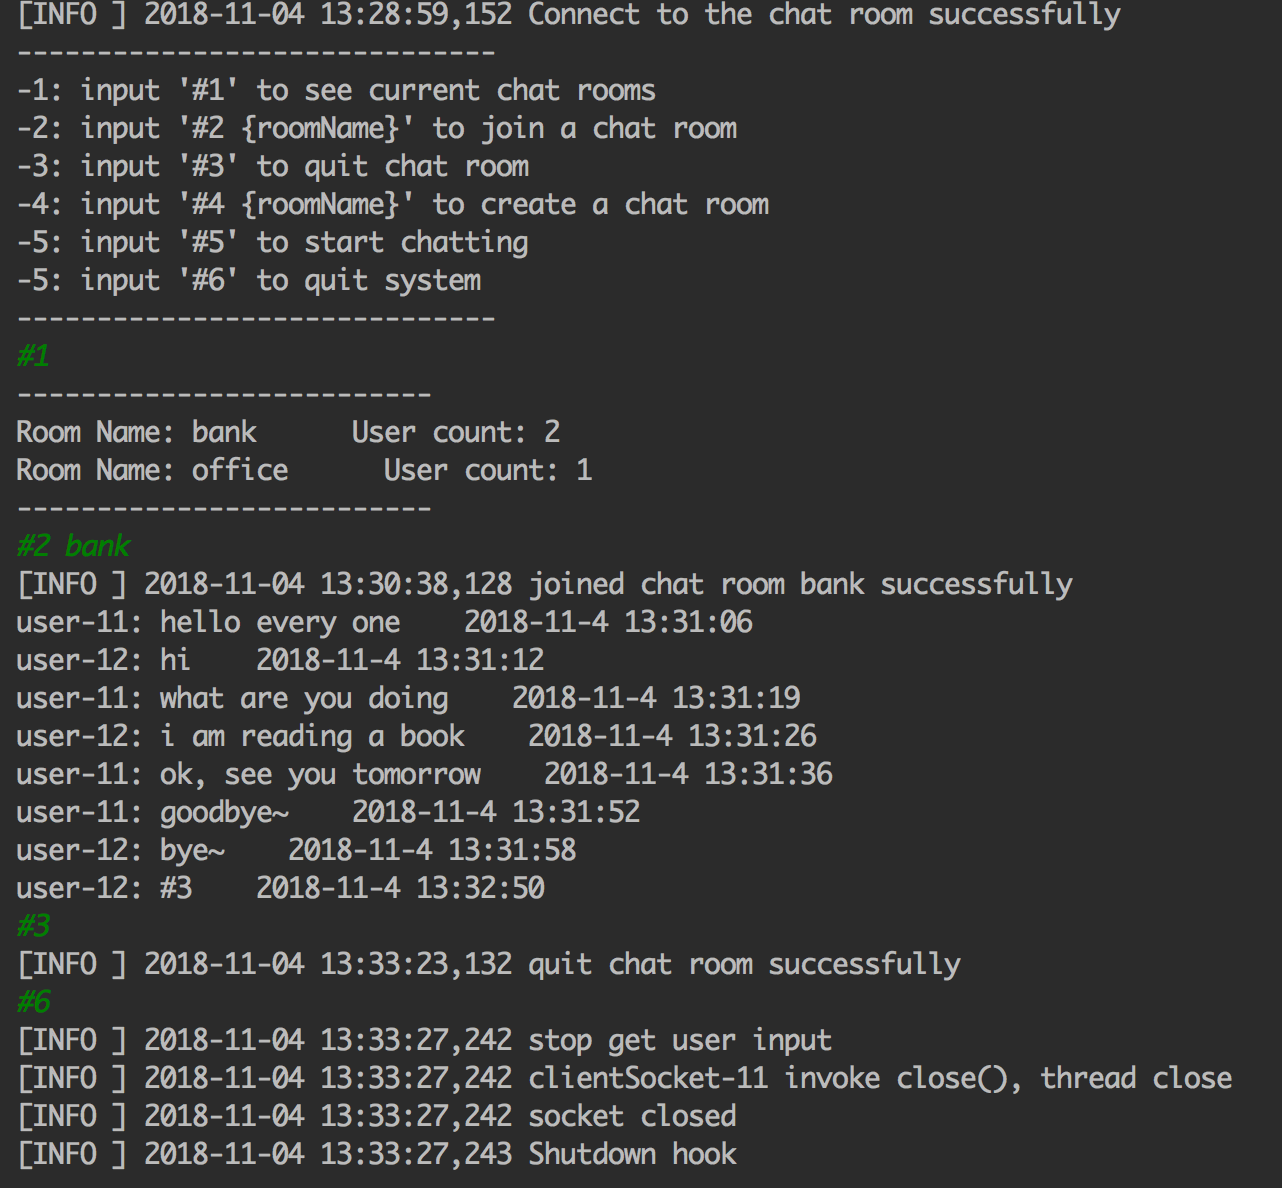 [INFO ] 2018-11-04 13:28:59,152 Connect to the chat room successfully
------------------------------
-1: input '#1' to see current chat rooms
-2: input '#2 {roomName}' to join a chat room
-3: input '#3' to quit chat room
-4: input '#4 {roomName}' to create a chat room
-5: input '#5' to start chatting
-5: input '#6' to quit system
------------------------------
#1
--------------------------
Room Name: bank      User count: 2
Room Name: office      User count: 1
--------------------------
#2 bank
[INFO ] 2018-11-04 13:30:38,128 joined chat room bank successfully
user-11: hello every one    2018-11-4 13:31:06
user-12: hi    2018-11-4 13:31:12
user-11: what are you doing    2018-11-4 13:31:19
user-12: i am reading a book    2018-11-4 13:31:26
user-11: ok, see you tomorrow    2018-11-4 13:31:36
user-11: goodbye~    2018-11-4 13:31:52
user-12: bye~    2018-11-4 13:31:58
user-12: #3    2018-11-4 13:32:50
#3
[INFO ] 2018-11-04 13:33:23,132 quit chat room successfully
#6
[INFO ] 2018-11-04 13:33:27,242 stop get user input
[INFO ] 2018-11-04 13:33:27,242 clientSocket-11 invoke close(), thread close
[INFO ] 2018-11-04 13:33:27,242 socket closed
[INFO ] 2018-11-04 13:33:27,243 Shutdown hook